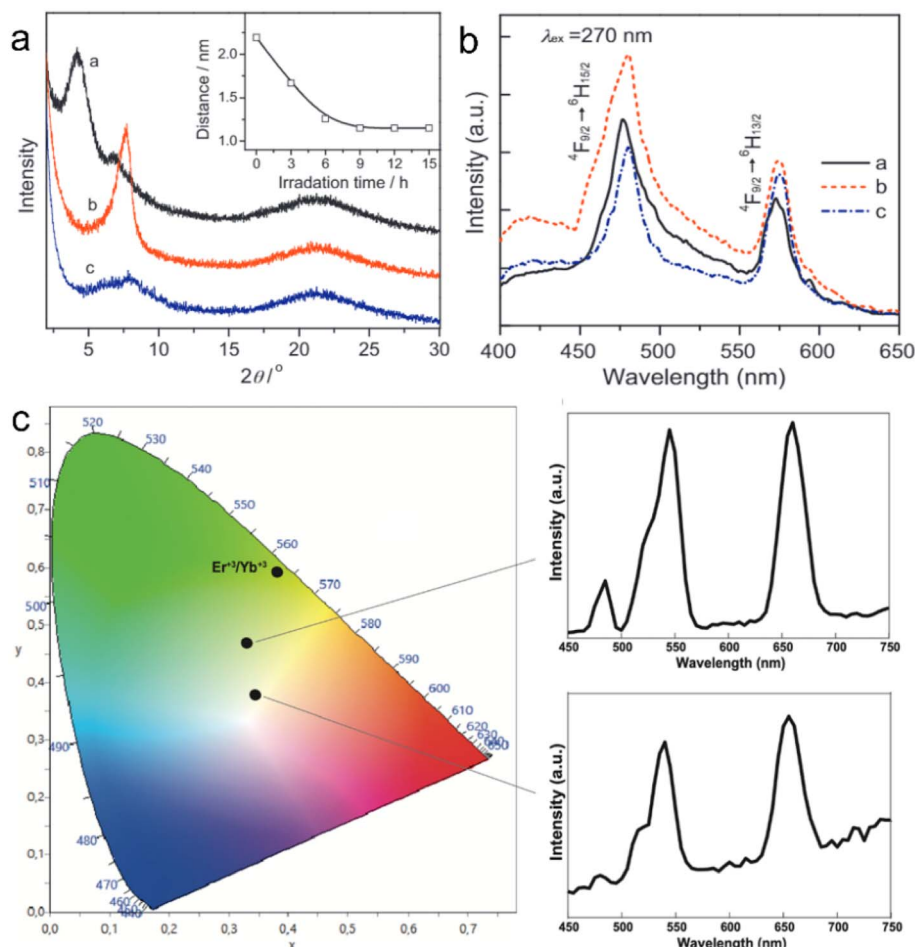 a
Intensity
a
b
c
Distance / nm
2.0
1.5
1.0
0 3 6 9 12 15
Irradation time / h
5 10 15 20 25 30
2θ/°
b
λex =270 nm
Intensity (a.u.)
⁴F9/2→⁶H15/2
⁴F9/2→⁶H13/2
a
b
c
400 450 500 550 600 650
Wavelength (nm)
c
y
0,8
0,7
0,6
0,5
0,4
0,3
0,2
0,1
0,0
0,0 0,1 0,2 0,3 0,4 0,5 0,6 0,7
x
520
530
540
550
560
570
580
590
600
610
620
630
650
510
500
490
480
470
460
Er⁺³/Yb⁺³
Intensity (a.u.)
450 500 550 600 650 700 750
Wavelength (nm)
Intensity (a.u.)
450 500 550 600 650 700 750
Wavelength (nm)